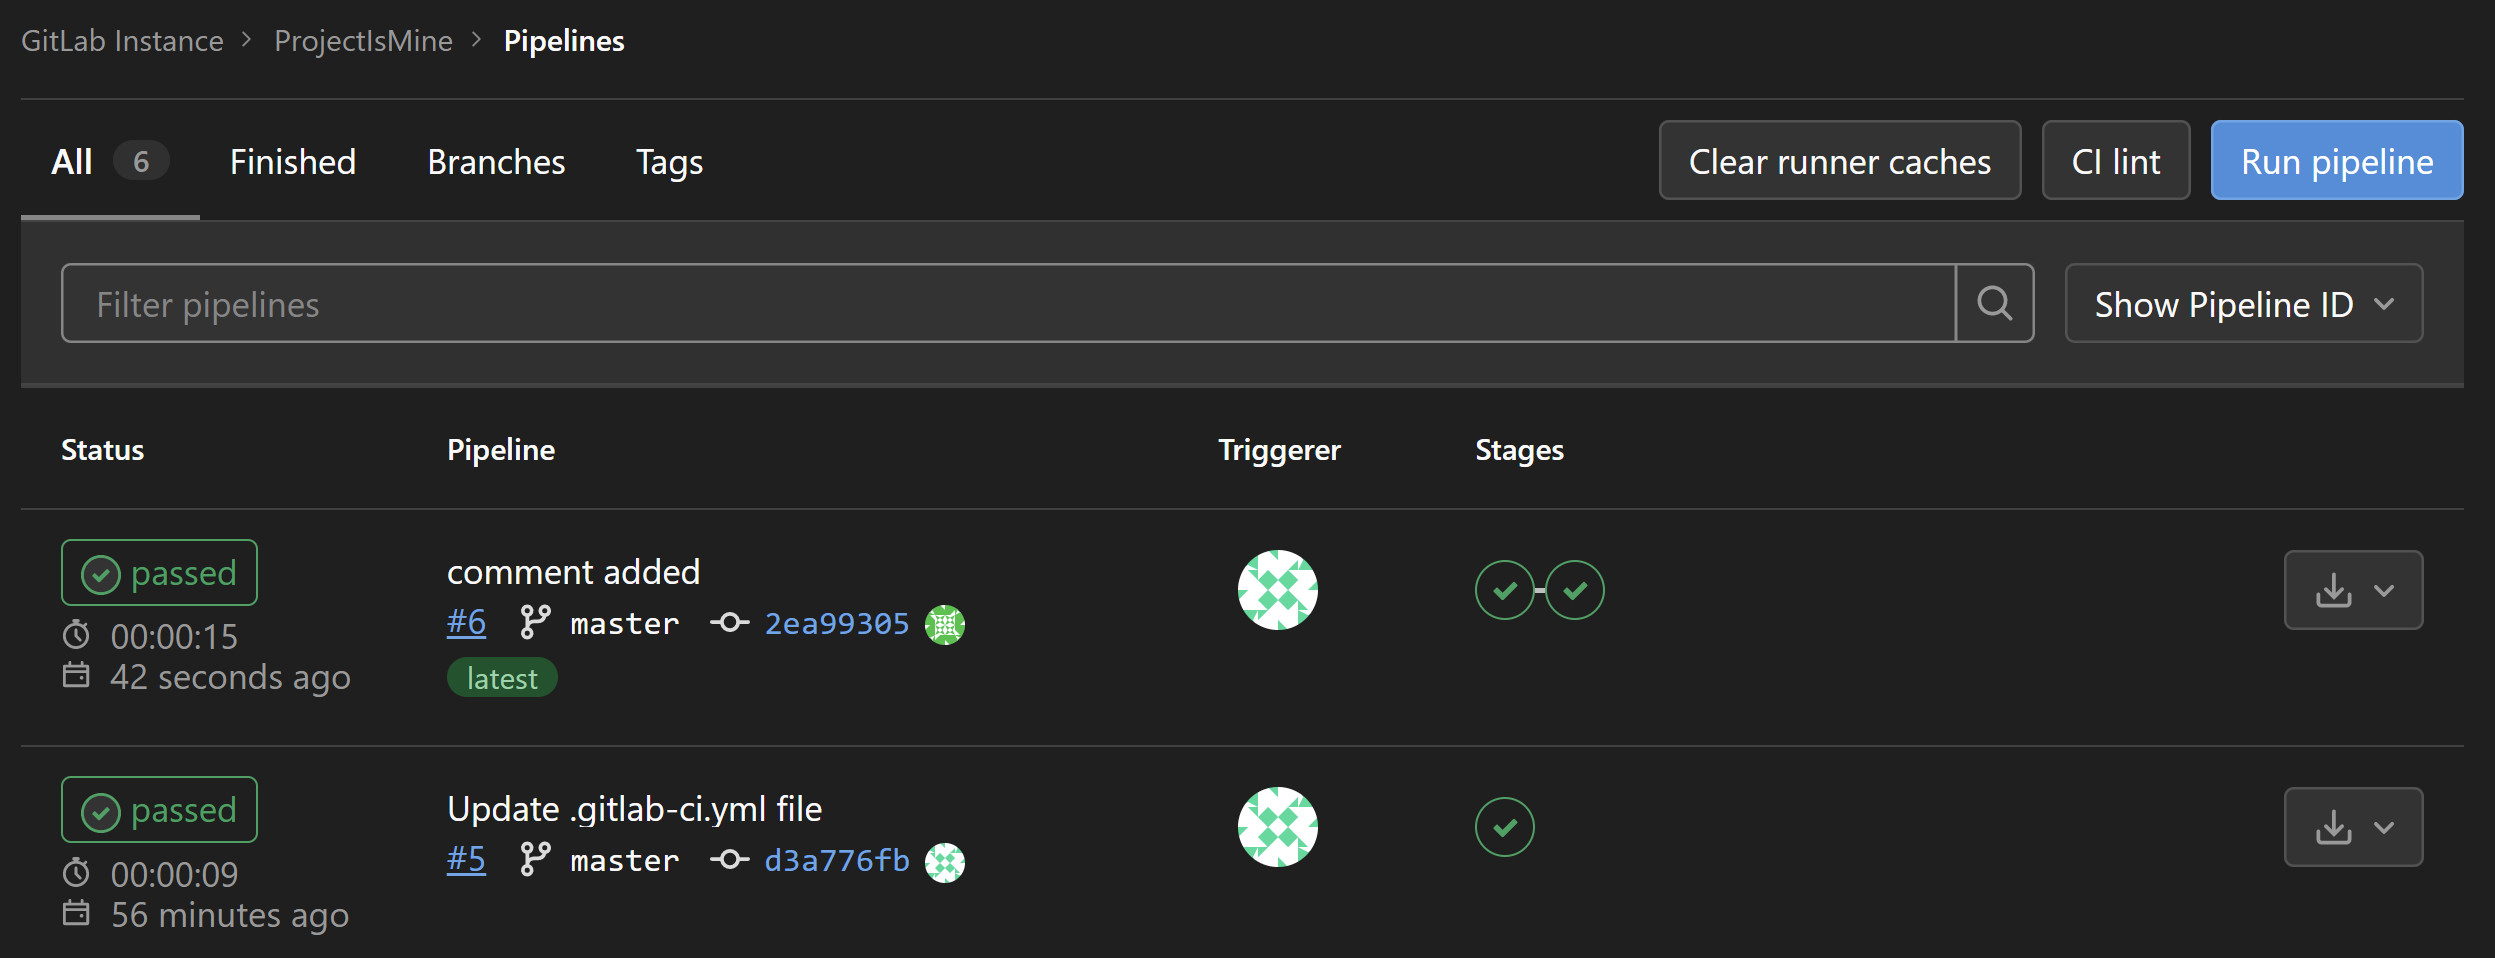 GitLab Instance > ProjectIsMine > Pipelines
All 6 Finished Branches Tags Clear runner caches CI lint Run pipeline
Filter pipelines Show Pipeline ID
Status Pipeline Triggerer Stages
passed comment added
#6 master 2ea99305
00:00:15
42 seconds ago latest
passed Update .gitlab-ci.yml file
#5 master d3a776fb
00:00:09
56 minutes ago